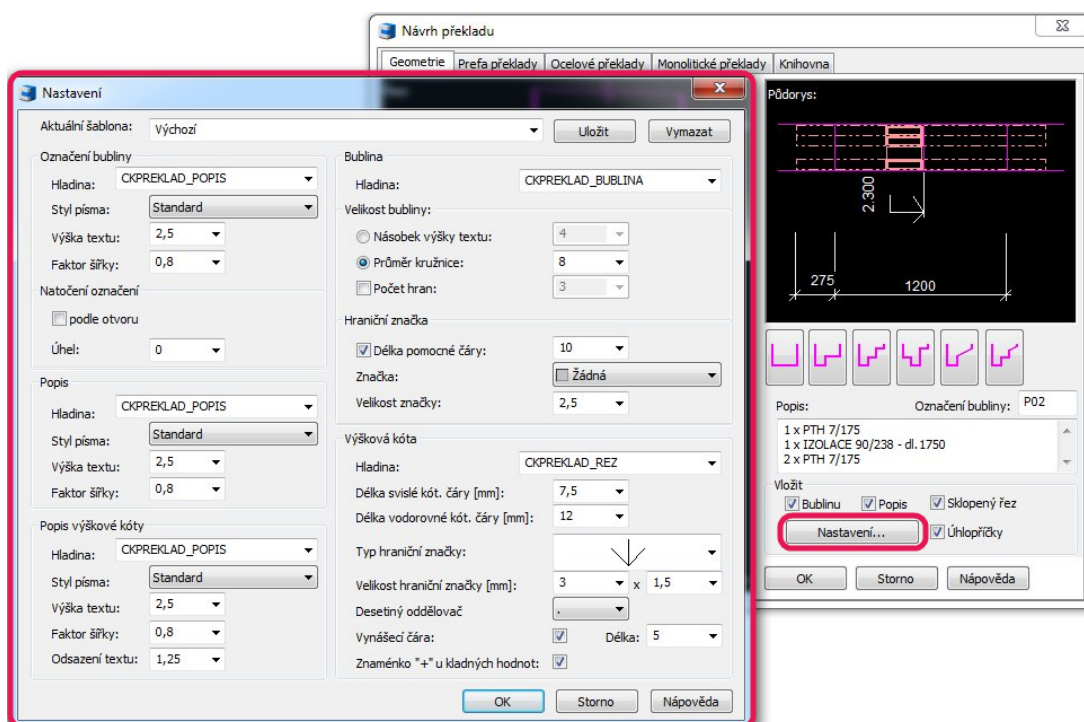 Návrh překladu
Geometrie Prefa překlady Ocelové překlady Monolitické překlady Knihovna
Nastavení
Aktuální šablona: Výchozí Uložit Vymazat
Označení bubliny
Hladina: CKPREKLAD_POPIS
Styl písma: Standard
Výška textu: 2,5
Faktor šířky: 0,8
Natočení označení
podle otvoru
Úhel: 0
Popis
Hladina: CKPREKLAD_POPIS
Styl písma: Standard
Výška textu: 2,5
Faktor šířky: 0,8
Popis výškové kóty
Hladina: CKPREKLAD_POPIS
Styl písma: Standard
Výška textu: 2,5
Faktor šířky: 0,8
Odsazení textu: 1,25
Bublina
Hladina: CKPREKLAD_BUBLINA
Velikost bubliny:
Násobek výšky textu: 4
Průměr kružnice: 8
Počet hran: 3
Hraniční značka
Délka pomocné čáry: 10
Značka: Žádná
Velikost značky: 2,5
Výšková kóta
Hladina: CKPREKLAD_REZ
Délka svislé kót. čáry [mm]: 7,5
Délka vodorovné kót. čáry [mm]: 12
Typ hraniční značky:
Velikost hraniční značky [mm]: 3 x 1,5
Desetiný oddělovač .
Vynášecí čára: Délka: 5
Znaménko "+" u kladných hodnot:
OK Storno Nápověda
Půdorys:
2.300
275 1200
Popis: Označení bubliny: P02
1 x PTH 7/175
1 x IZOLACE 90/238 - dl.1750
2 x PTH 7/175
Vložit
Bublinu Popis Sklopený řez
Nastavení... Úhlopříčky
OK Storno Nápověda